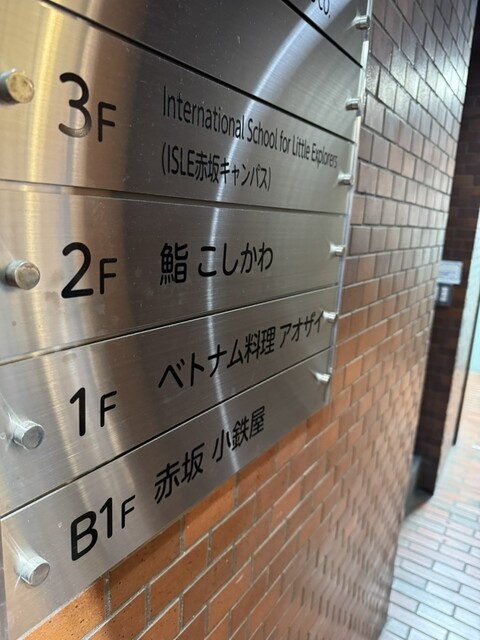 3F International School for Little Explorers
(ISLE赤坂キャンパス)
2F 鮨 こしかわ
1F ベトナム料理 アオザイ
B1F 赤坂 小鉄屋